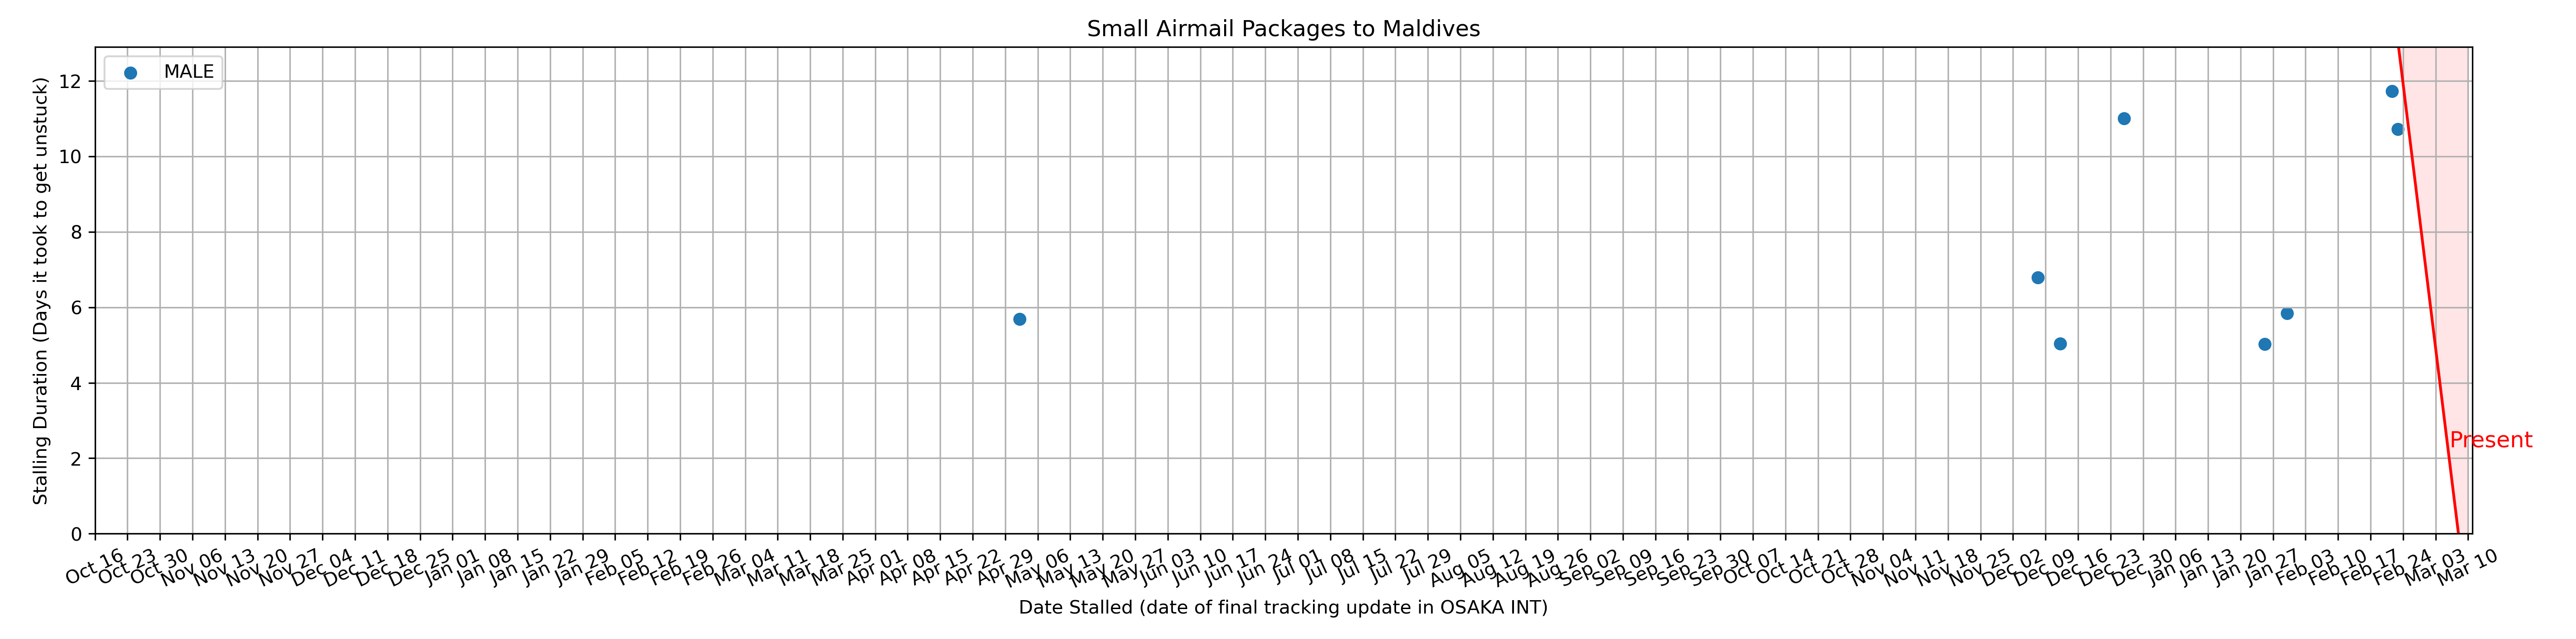 Small Airmail Packages to Maldives
MALE
Stalling Duration (Days it took to get unstuck)
12
10
8
6
4
2
0
Present
Oct 16
Oct 23
Oct 30
Nov 06
Nov 13
Nov 20
Nov 27
Dec 04
Dec 11
Dec 18
Dec 25
Jan 01
Jan 08
Jan 15
Jan 22
Jan 29
Feb 05
Feb 12
Feb 19
Feb 26
Mar 04
Mar 11
Mar 18
Mar 25
Apr 01
Apr 08
Apr 15
Apr 22
Apr 29
May 06
May 13
May 20
May 27
Jun 03
Jun 10
Jun 17
Jun 24
Jul 01
Jul 08
Jul 15
Jul 22
Jul 29
Aug 05
Aug 12
Aug 19
Aug 26
Sep 02
Sep 09
Sep 16
Sep 23
Sep 30
Oct 07
Oct 14
Oct 21
Oct 28
Nov 04
Nov 11
Nov 18
Nov 25
Dec 02
Dec 09
Dec 16
Dec 23
Dec 30
Jan 06
Jan 13
Jan 20
Jan 27
Feb 03
Feb 10
Feb 17
Feb 24
Mar 03
Mar 10
Date Stalled (date of final tracking update in OSAKA INT)